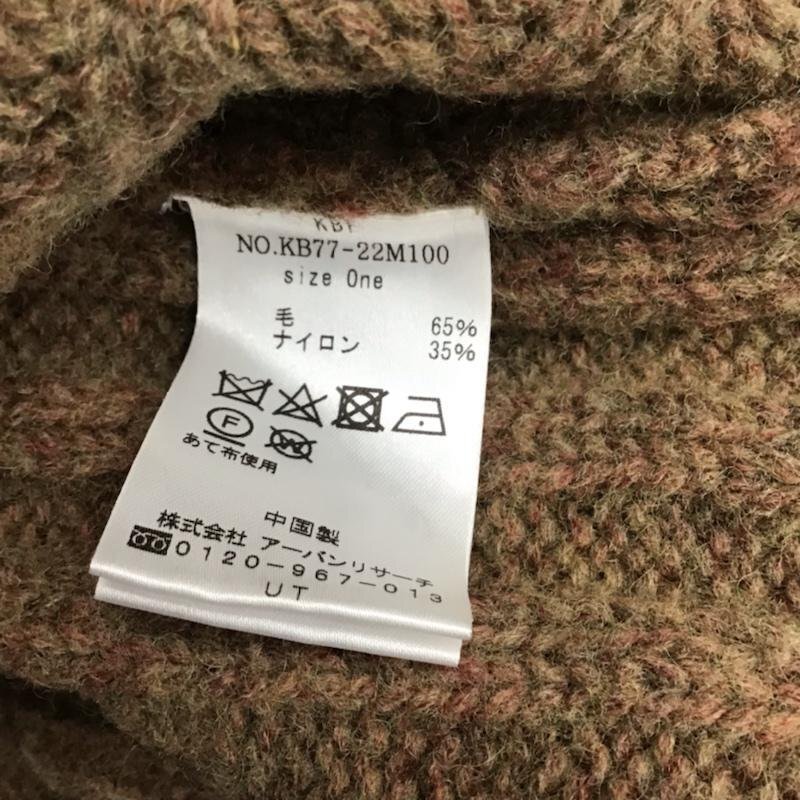 KBF
NO.KB77-22M100
size One
毛 65%
ナイロン 35%
F W
あて布使用
中国製
株式会社 アーバンリサーチ
0120-967-013
UT